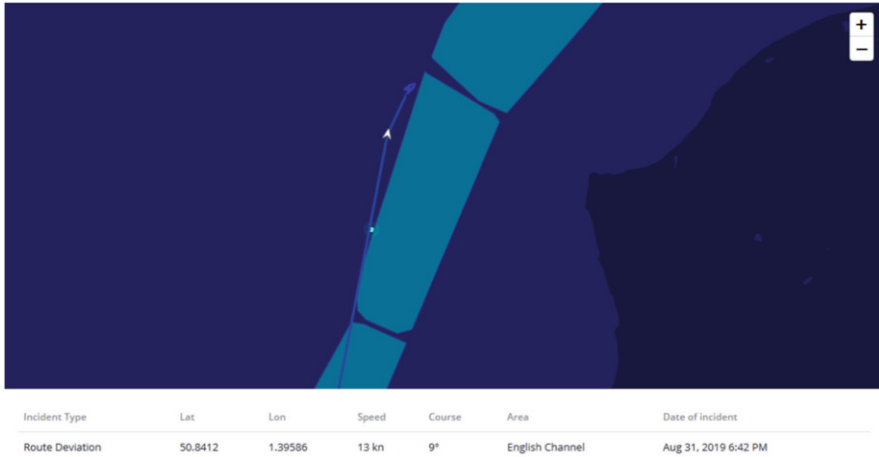 +
−
Incident Type Lat Lon Speed Course Area Date of incident
Route Deviation 50.8412 1.39586 13 kn 9° English Channel Aug 31, 2019 6:42 PM